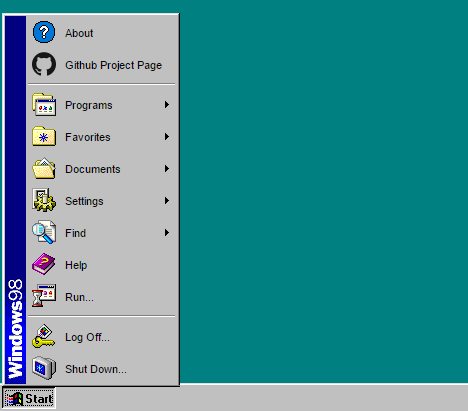 About
Github Project Page
Programs
Favorites
Documents
Settings
Find
Help
Run...
Log Off...
Shut Down...
Windows98
Start